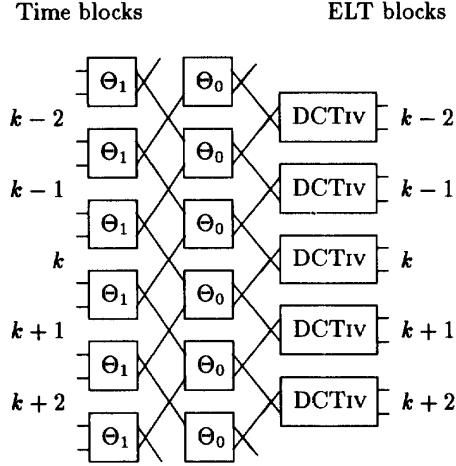 Time blocks ELT blocks
Θ1 Θ0
k − 2 DCTIV k − 2
Θ1 Θ0
k − 1 DCTIV k − 1
Θ1 Θ0
k DCTIV k
Θ1 Θ0
k + 1 DCTIV k + 1
Θ1 Θ0
k + 2 DCTIV k + 2
Θ1 Θ0